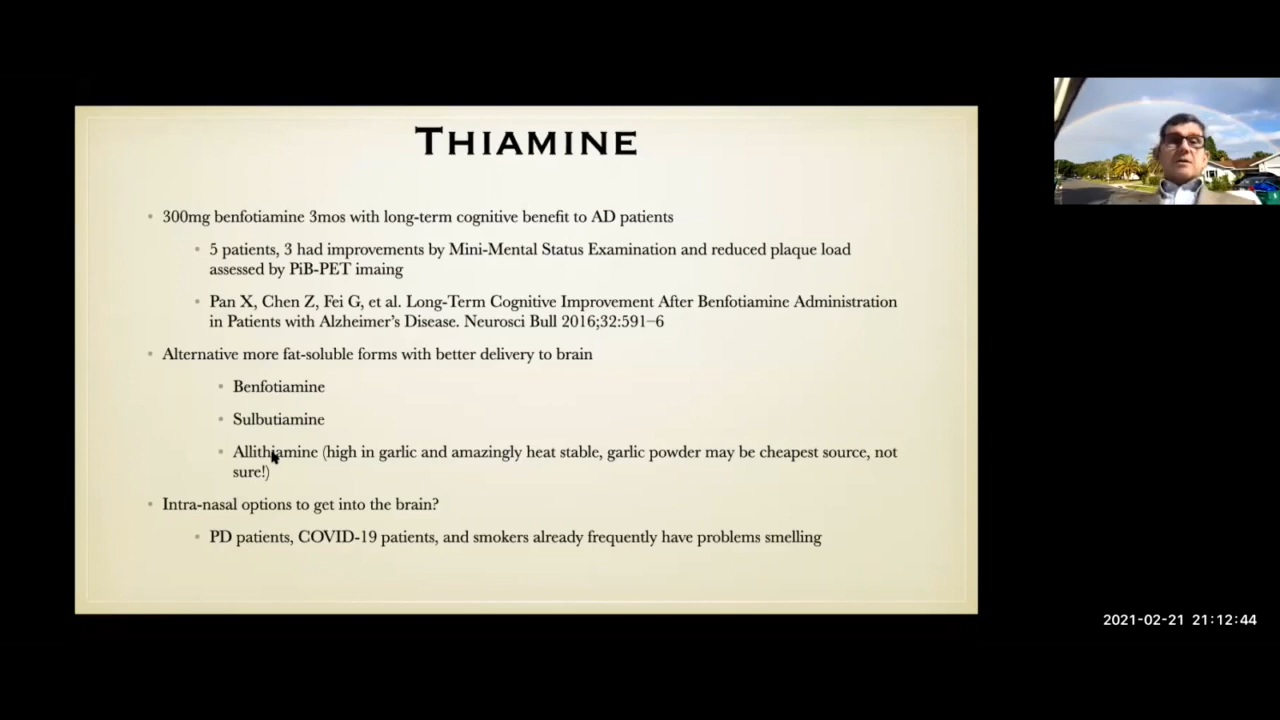 THIAMINE
• 300mg benfotiamine 3mos with long-term cognitive benefit to AD patients
• 5 patients, 3 had improvements by Mini-Mental Status Examination and reduced plaque load
assessed by PiB-PET imaing
• Pan X, Chen Z, Fei G, et al. Long-Term Cognitive Improvement After Benfotiamine Administration
in Patients with Alzheimer's Disease. Neurosci Bull 2016;32:591–6
• Alternative more fat-soluble forms with better delivery to brain
• Benfotiamine
• Sulbutiamine
• Allithiamine (high in garlic and amazingly heat stable, garlic powder may be cheapest source, not
sure!)
• Intra-nasal options to get into the brain?
• PD patients, COVID-19 patients, and smokers already frequently have problems smelling
2021-02-21 21:12:44